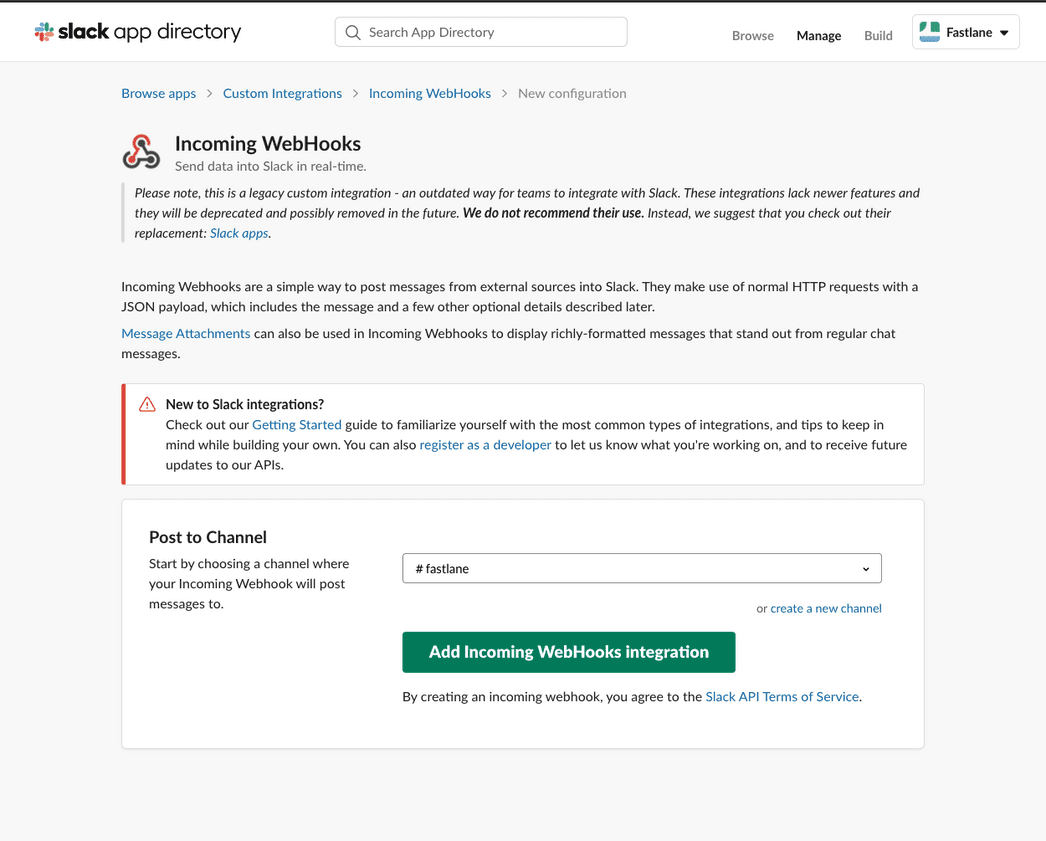 slack app directory
Search App Directory
Browse
Manage
Build
Fastlane
Browse apps > Custom Integrations > Incoming WebHooks > New configuration
Incoming WebHooks
Send data into Slack in real-time.
Please note, this is a legacy custom integration - an outdated way for teams to integrate with Slack. These integrations lack newer features and
they will be deprecated and possibly removed in the future. We do not recommend their use. Instead, we suggest that you check out their
replacement: Slack apps.
Incoming Webhooks are a simple way to post messages from external sources into Slack. They make use of normal HTTP requests with a
JSON payload, which includes the message and a few other optional details described later.
Message Attachments can also be used in Incoming Webhooks to display richly-formatted messages that stand out from regular chat
messages.
New to Slack integrations?
Check out our Getting Started guide to familiarize yourself with the most common types of integrations, and tips to keep in
mind while building your own. You can also register as a developer to let us know what you're working on, and to receive future
updates to our APIs.
Post to Channel
Start by choosing a channel where
your Incoming Webhook will post
messages to.
# fastlane
or create a new channel
Add Incoming WebHooks integration
By creating an incoming webhook, you agree to the Slack API Terms of Service.